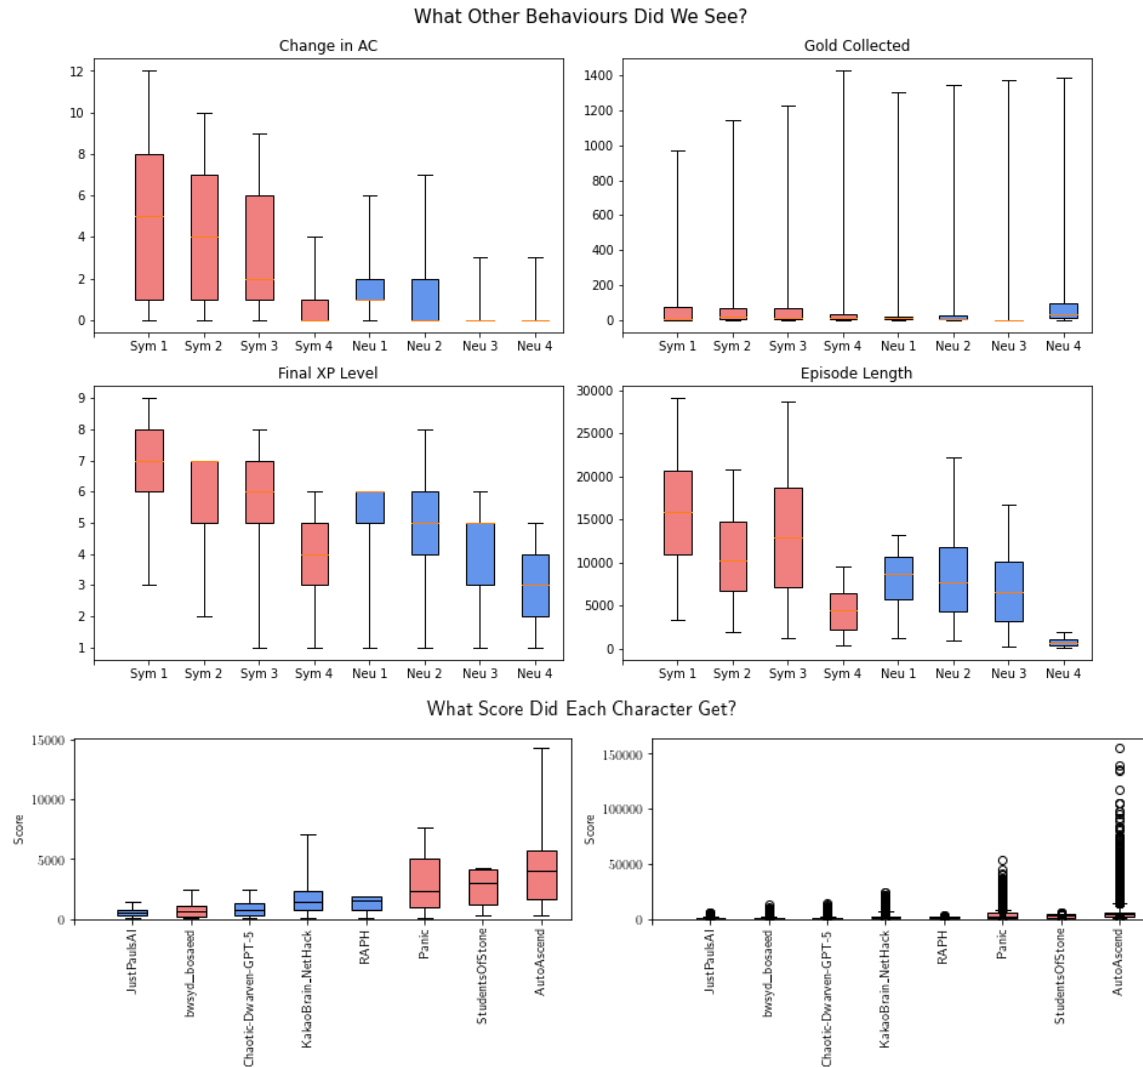 What Other Behaviours Did We See?
Change in AC
12
10
8
6
4
2
0
Sym 1 Sym 2 Sym 3 Sym 4 Neu 1 Neu 2 Neu 3 Neu 4
Gold Collected
1400
1200
1000
800
600
400
200
0
Sym 1 Sym 2 Sym 3 Sym 4 Neu 1 Neu 2 Neu 3 Neu 4
Final XP Level
9
8
7
6
5
4
3
2
1
Sym 1 Sym 2 Sym 3 Sym 4 Neu 1 Neu 2 Neu 3 Neu 4
Episode Length
30000
25000
20000
15000
10000
5000
0
Sym 1 Sym 2 Sym 3 Sym 4 Neu 1 Neu 2 Neu 3 Neu 4
What Score Did Each Character Get?
Score
15000
10000
5000
0
JustPaulsAI
bwsyd_bosaeed
Chaotic-Dwarven-GPT-5
KakaoBrain_NetHack
RAPH
Panic
StudentsOfStone
AutoAscend
Score
150000
100000
50000
0
JustPaulsAI
bwsyd_bosaeed
Chaotic-Dwarven-GPT-5
KakaoBrain_NetHack
RAPH
Panic
StudentsOfStone
AutoAscend